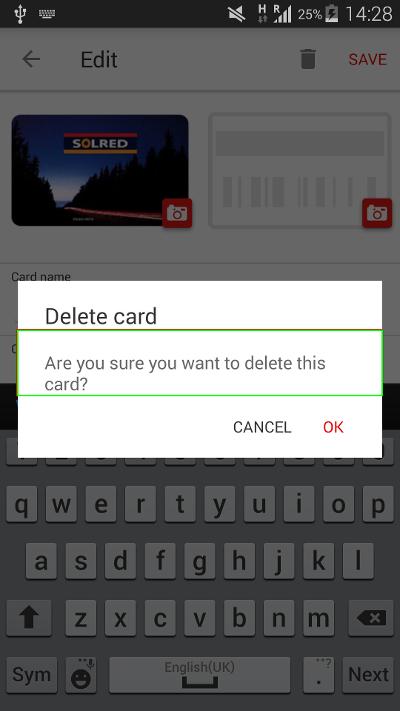 H R 25% 14:28
Edit SAVE
SOLRED
Card name
Delete card
Are you sure you want to delete this
card?
CANCEL OK
q w e r t y u i o p
a s d f g h j k l
z x c v b n m
Sym English(UK) . Next